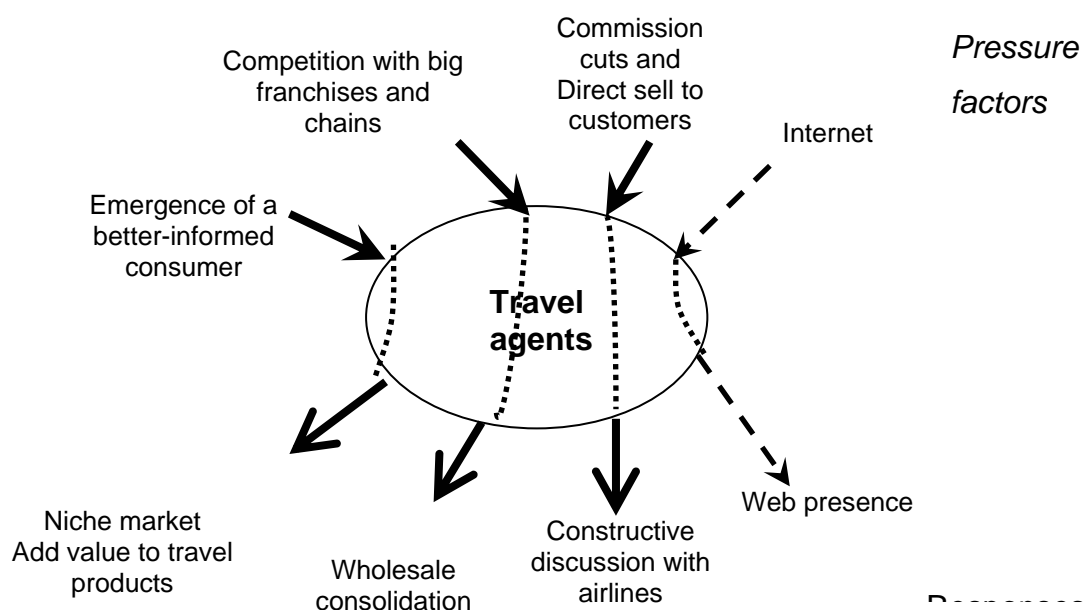 Pressure
factors
Commission
cuts and
Direct sell to
customers
Competition with big
franchises and
chains
Internet
Emergence of a
better-informed
consumer
Travel
agents
Niche market
Add value to travel
products
Wholesale
consolidation
Constructive
discussion with
airlines
Web presence
Responses